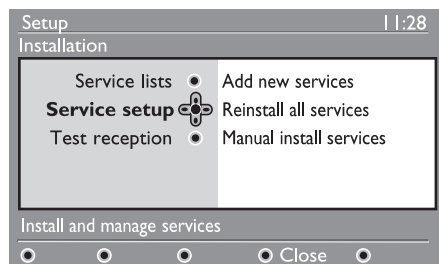 Setup 11:28
Installation
Service lists Add new services
Service setup Reinstall all services
Test reception Manual install services
Install and manage services
Close